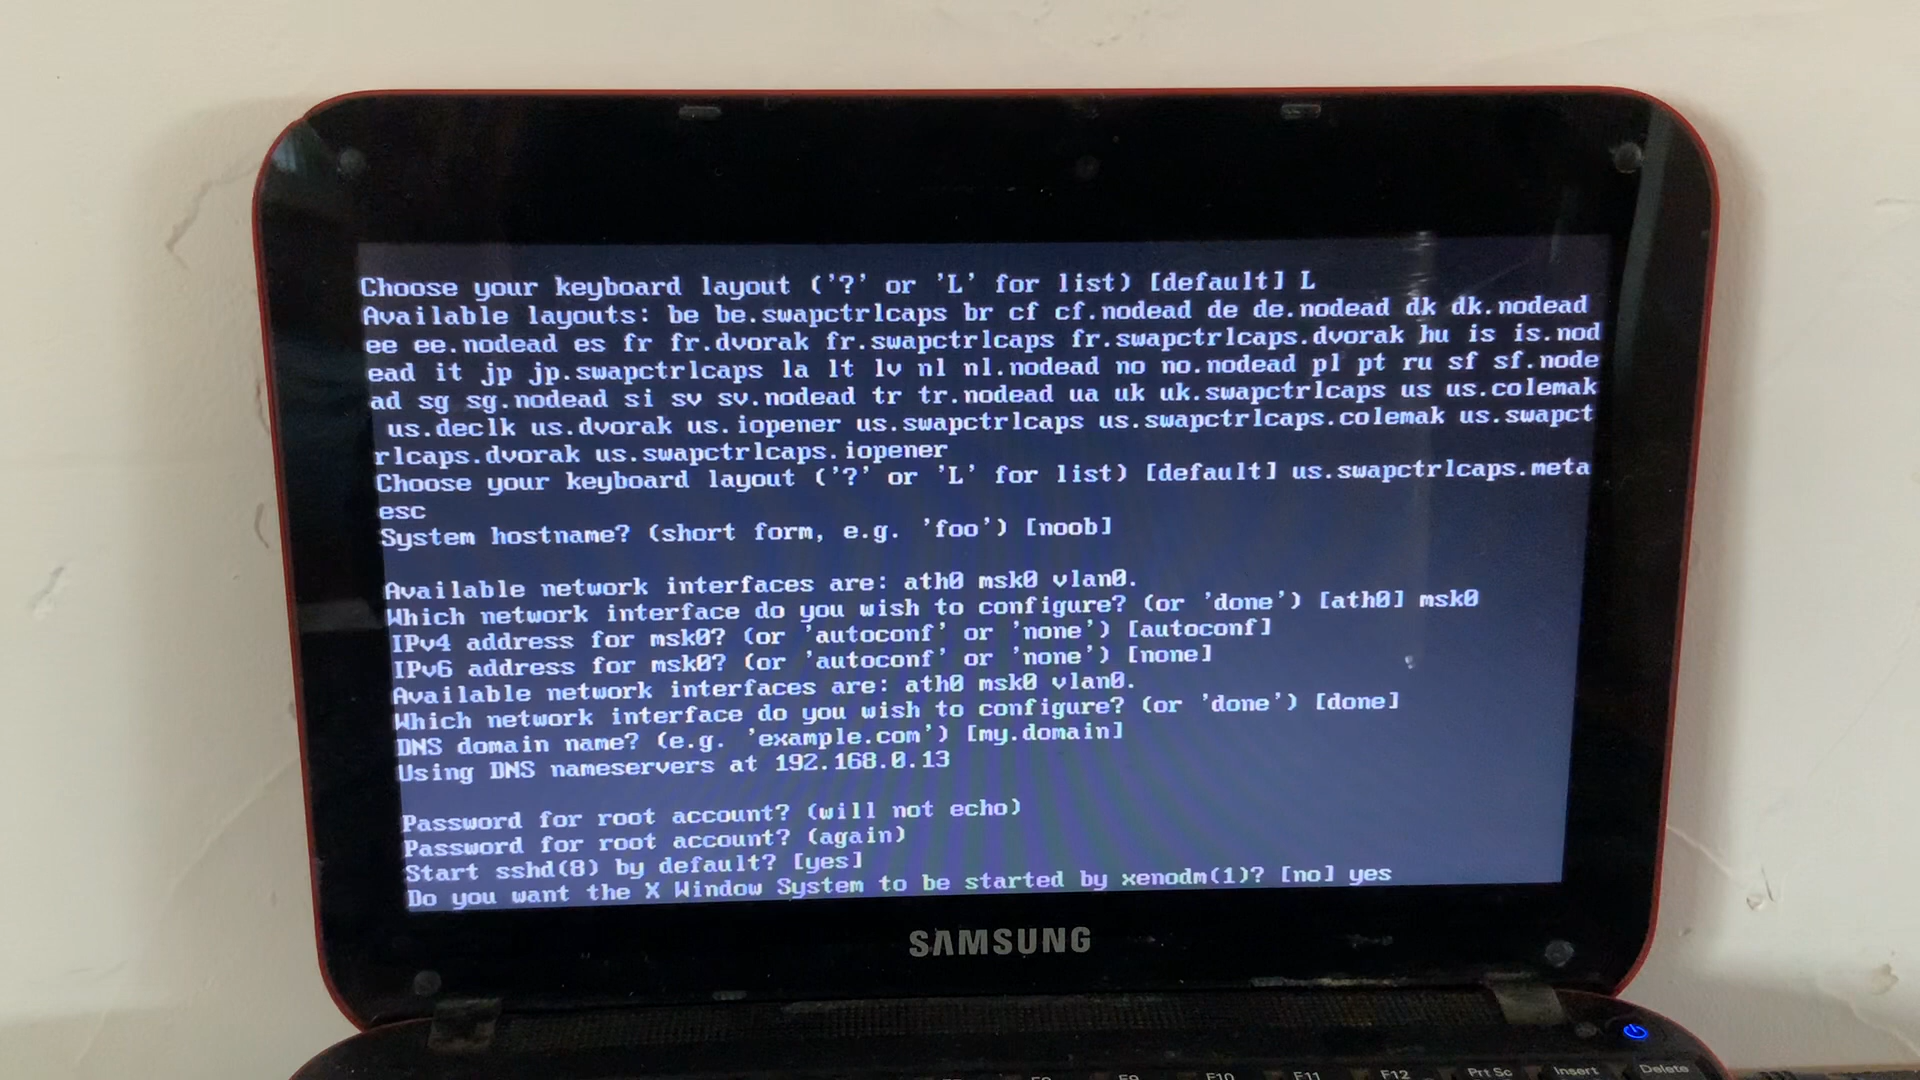 Choose your keyboard layout ('?' or 'L' for list) [default] L
Available layouts: be be.swapctrlcaps br cf cf.nodead de de.nodead dk dk.nodead
ee ee.nodead es fr fr.dvorak fr.swapctrlcaps fr.swapctrlcaps.dvorak hu is is.nod
ead it jp jp.swapctrlcaps la lt lv nl nl.nodead no no.nodead pl pt ru sf sf.node
ad sg sg.nodead si sv sv.nodead tr tr.nodead ua uk uk.swapctrlcaps us us.colemak
us.declk us.dvorak us.iopener us.swapctrlcaps us.swapctrlcaps.colemak us.swapct
rlcaps.dvorak us.swapctrlcaps.iopener
Choose your keyboard layout ('?' or 'L' for list) [default] us.swapctrlcaps.meta
esc
System hostname? (short form, e.g. 'foo') [noob]
Available network interfaces are: ath0 msk0 vlan0.
Which network interface do you wish to configure? (or 'done') [ath0] msk0
IPv4 address for msk0? (or 'autoconf' or 'none') [autoconf]
IPv6 address for msk0? (or 'autoconf' or 'none') [none]
Available network interfaces are: ath0 msk0 vlan0.
Which network interface do you wish to configure? (or 'done') [done]
DNS domain name? (e.g. 'example.com') [my.domain]
Using DNS nameservers at 192.168.0.13
Password for root account? (will not echo)
Password for root account? (again)
Start sshd(8) by default? [yes]
Do you want the X Window System to be started by xenodm(1)? [no] yes
SAMSUNG
F9 F10 F11 F12 Prt Sc Insert Delete